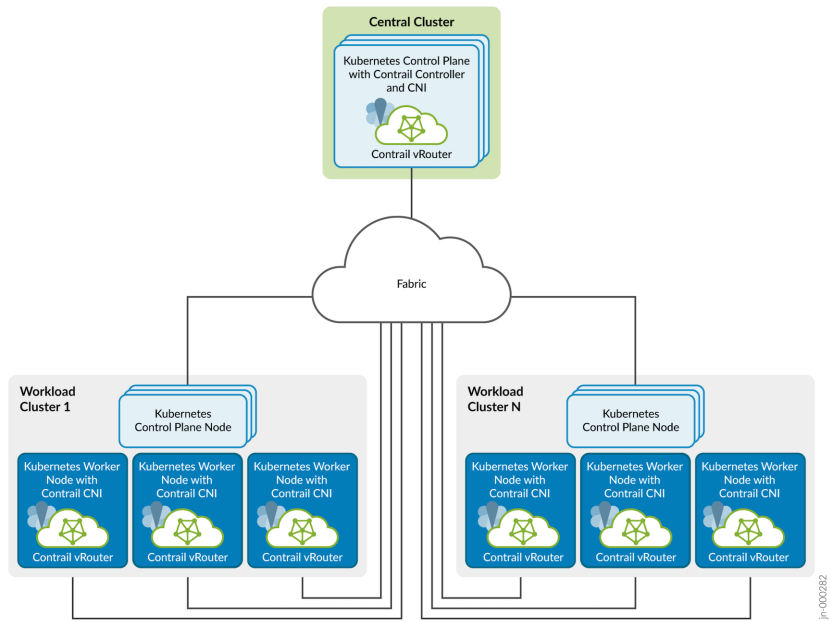 Central Cluster
Kubernetes Control Plane
with Contrail Controller
and CNI
Contrail vRouter
Fabric
Workload
Cluster 1
Kubernetes
Control Plane Node
Kubernetes Worker
Node with
Contrail CNI
Contrail vRouter
Kubernetes Worker
Node with
Contrail CNI
Contrail vRouter
Kubernetes Worker
Node with
Contrail CNI
Contrail vRouter
Workload
Cluster N
Kubernetes
Control Plane Node
Kubernetes Worker
Node with
Contrail CNI
Contrail vRouter
Kubernetes Worker
Node with
Contrail CNI
Contrail vRouter
Kubernetes Worker
Node with
Contrail CNI
Contrail vRouter
jn-000282